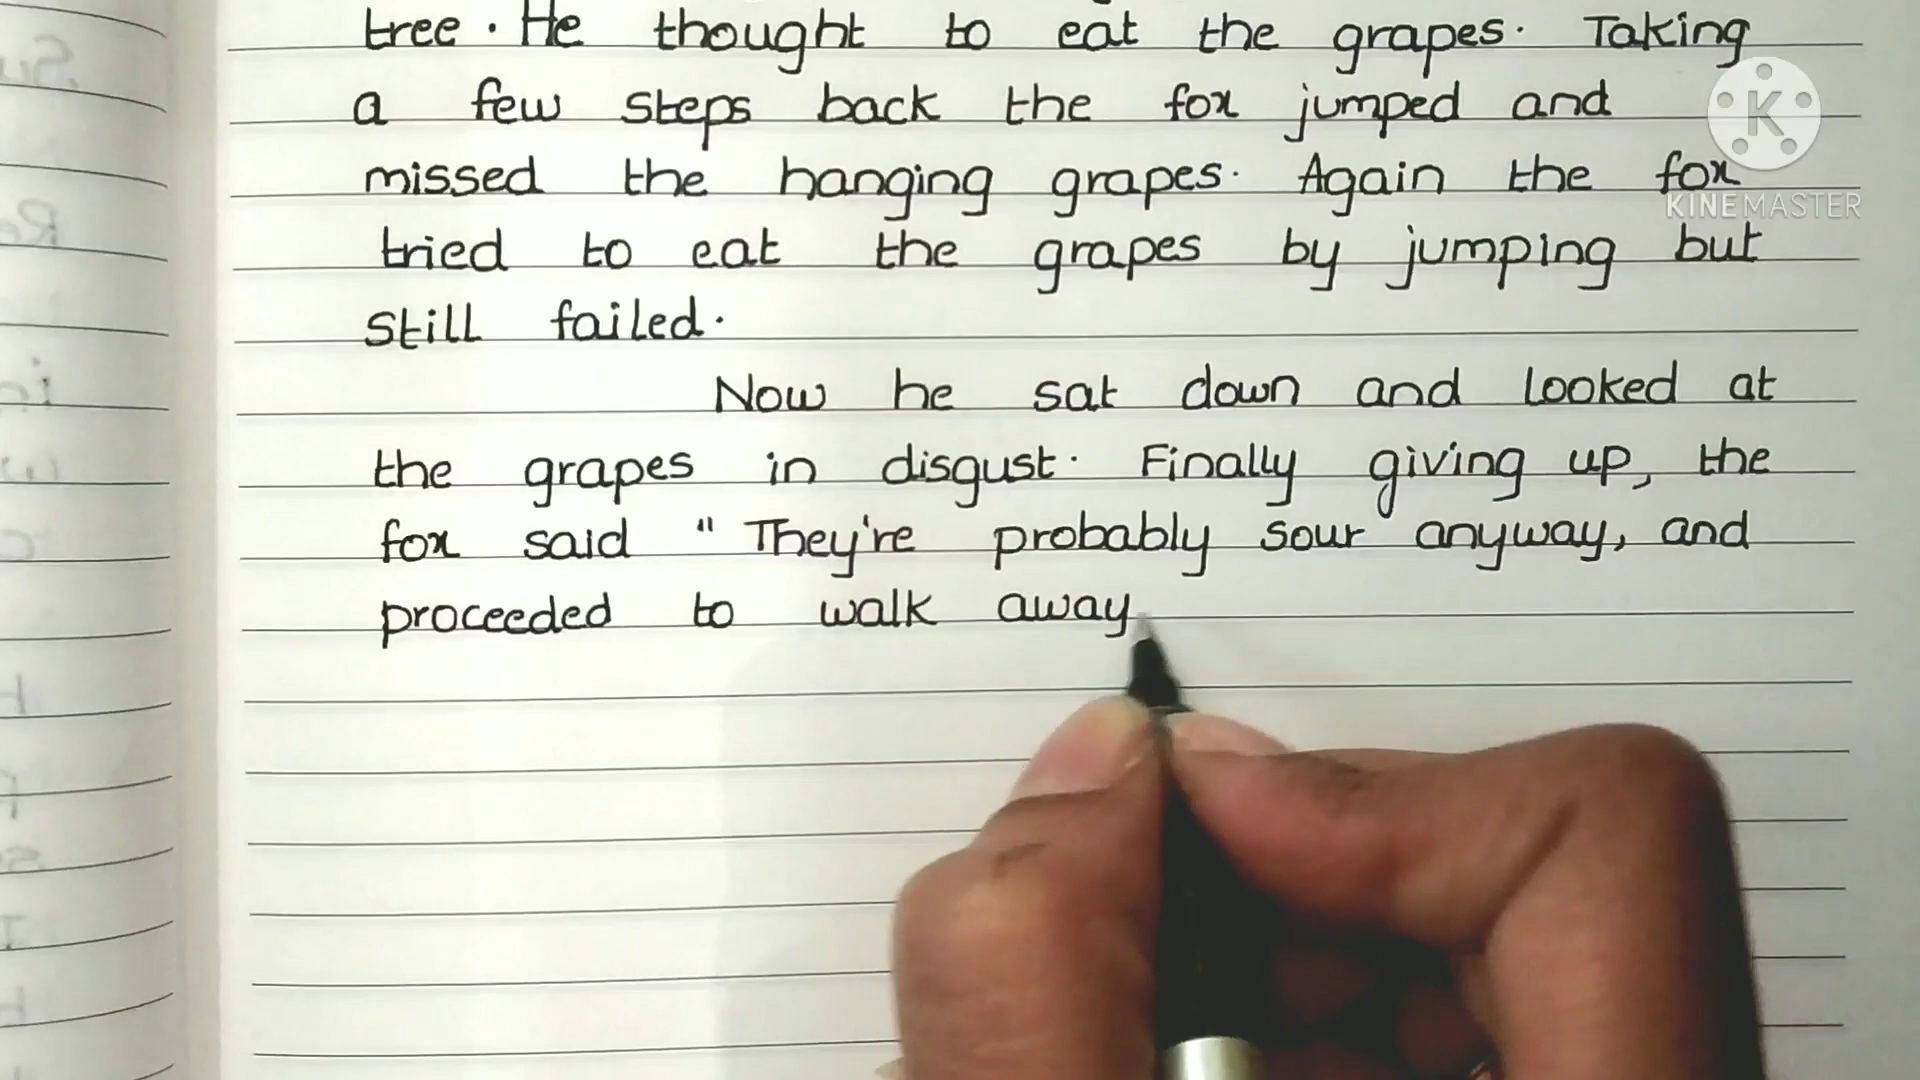 tree. He thought to eat the grapes. Taking
a few steps back the fox jumped and
missed the hanging grapes. Again the fox
tried to eat the grapes by jumping but
still failed.
Now he sat down and looked at
the grapes in disgust. Finally giving up, the
fox said "They're probably sour anyway, and
proceeded to walk away
K
KINEMASTER